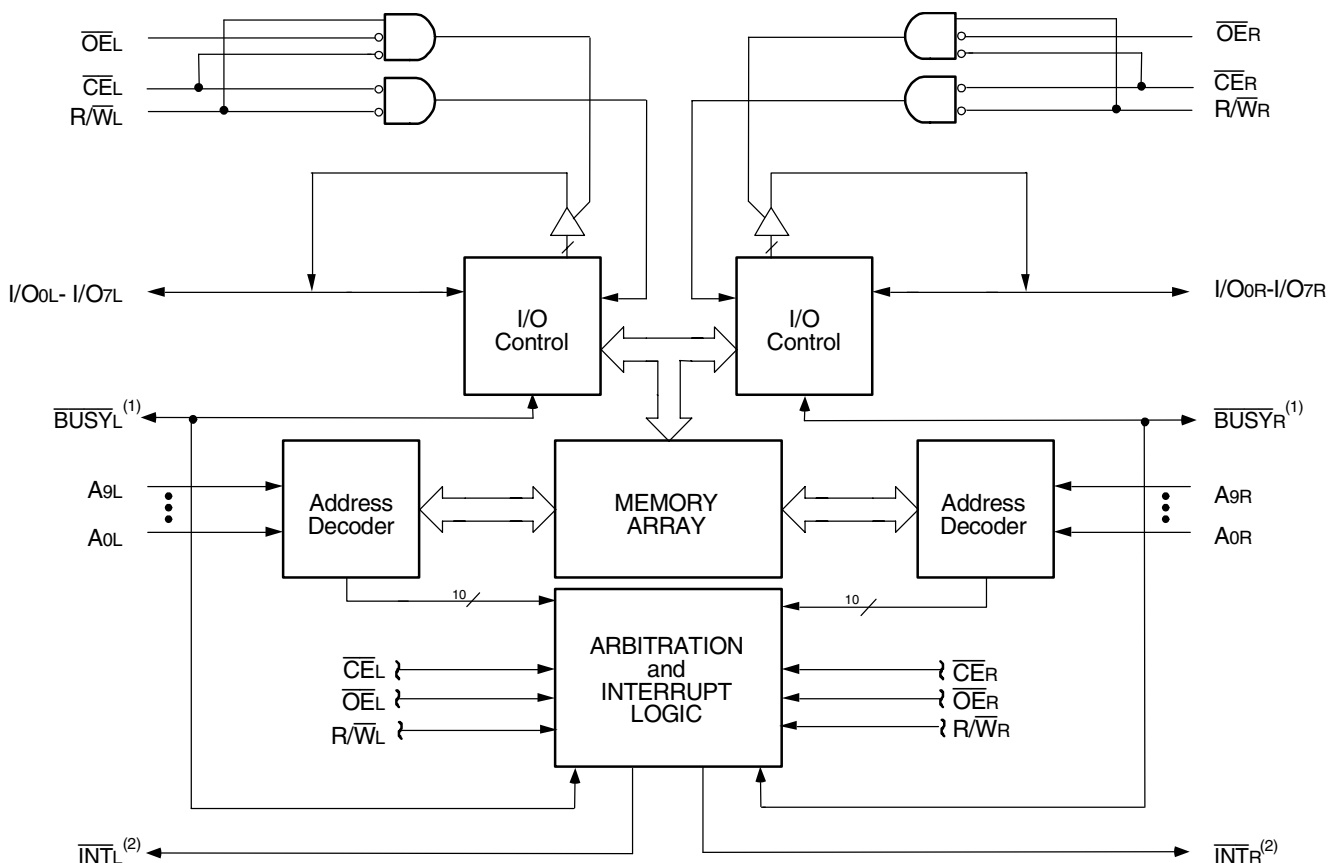 OEL
OER
CEL
CER
R/WL
R/WR
I/O0L- I/O7L
I/O
Control
I/O
Control
I/O0R-I/O7R
BUSYL(1)
BUSYR(1)
A9L
A0L
Address
Decoder
MEMORY
ARRAY
Address
Decoder
A9R
A0R
10
10
ARBITRATION
and
INTERRUPT
LOGIC
CEL
OEL
R/WL
CER
OER
R/WR
INTL(2)
INTR(2)